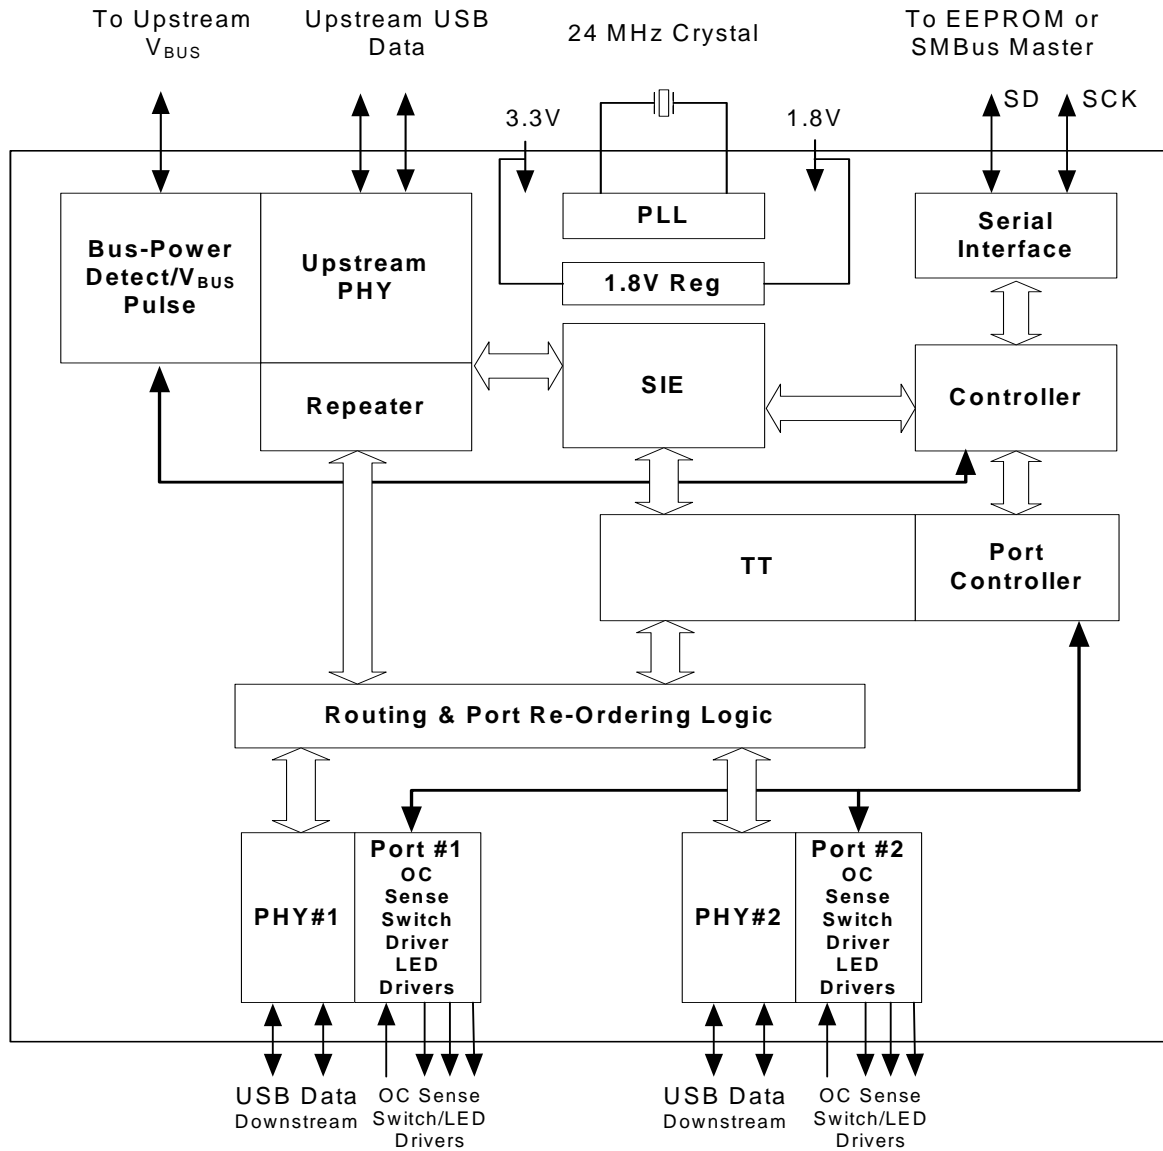 To Upstream
VBUS
Upstream USB
Data
24 MHz Crystal
To EEPROM or
SMBus Master
3.3V
1.8V
SD
SCK
Bus-Power
Detect/VBUS
Pulse
Upstream
PHY
PLL
1.8V Reg
Serial
Interface
Repeater
SIE
Controller
TT
Port
Controller
Routing & Port Re-Ordering Logic
PHY#1
Port #1
OC
Sense
Switch
Driver
LED
Drivers
PHY#2
Port #2
OC
Sense
Switch
Driver
LED
Drivers
USB Data
Downstream
OC Sense
Switch/LED
Drivers
USB Data
Downstream
OC Sense
Switch/LED
Drivers